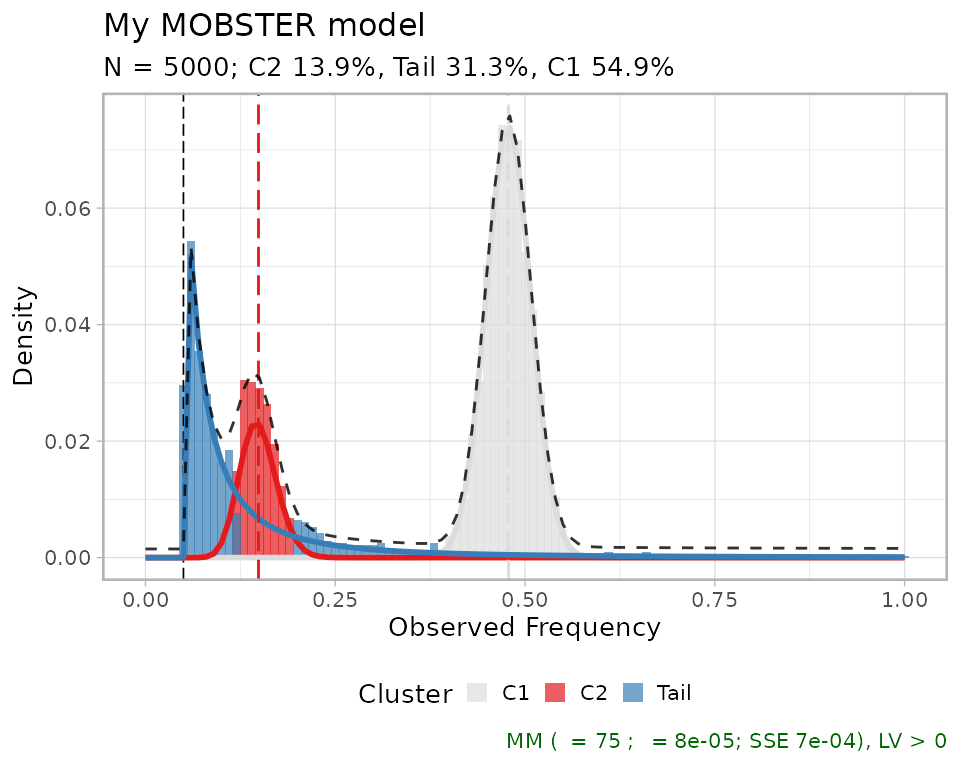 My MOBSTER model
N = 5000; C2 13.9%, Tail 31.3%, C1 54.9%
Density
0.06
0.04
0.02
0.00
0.00 0.25 0.50 0.75 1.00
Observed Frequency
Cluster C1 C2 Tail
MM ( = 75 ; = 8e-05; SSE 7e-04), LV > 0